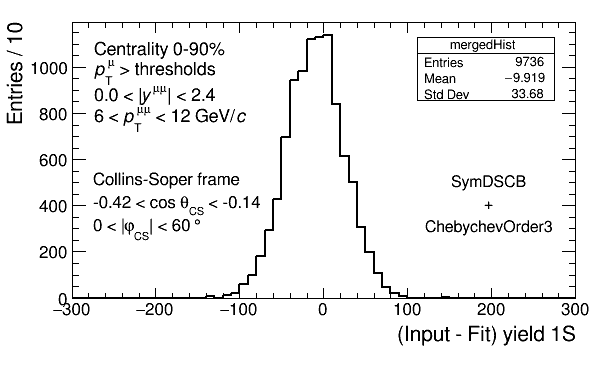 Entries / 10
1000
800
600
400
200
0
−300
−200
−100
0
100
200
300
(Input - Fit) yield 1S
Centrality 0-90%
p_T^μ > thresholds
0.0 < |y^μμ| < 2.4
6 < p_T^μμ < 12 GeV/c
Collins-Soper frame
-0.42 < cos θ_CS < -0.14
0 < |φ_CS| < 60°
mergedHist
Entries 9736
Mean −9.919
Std Dev 33.68
SymDSCB
+
ChebychevOrder3